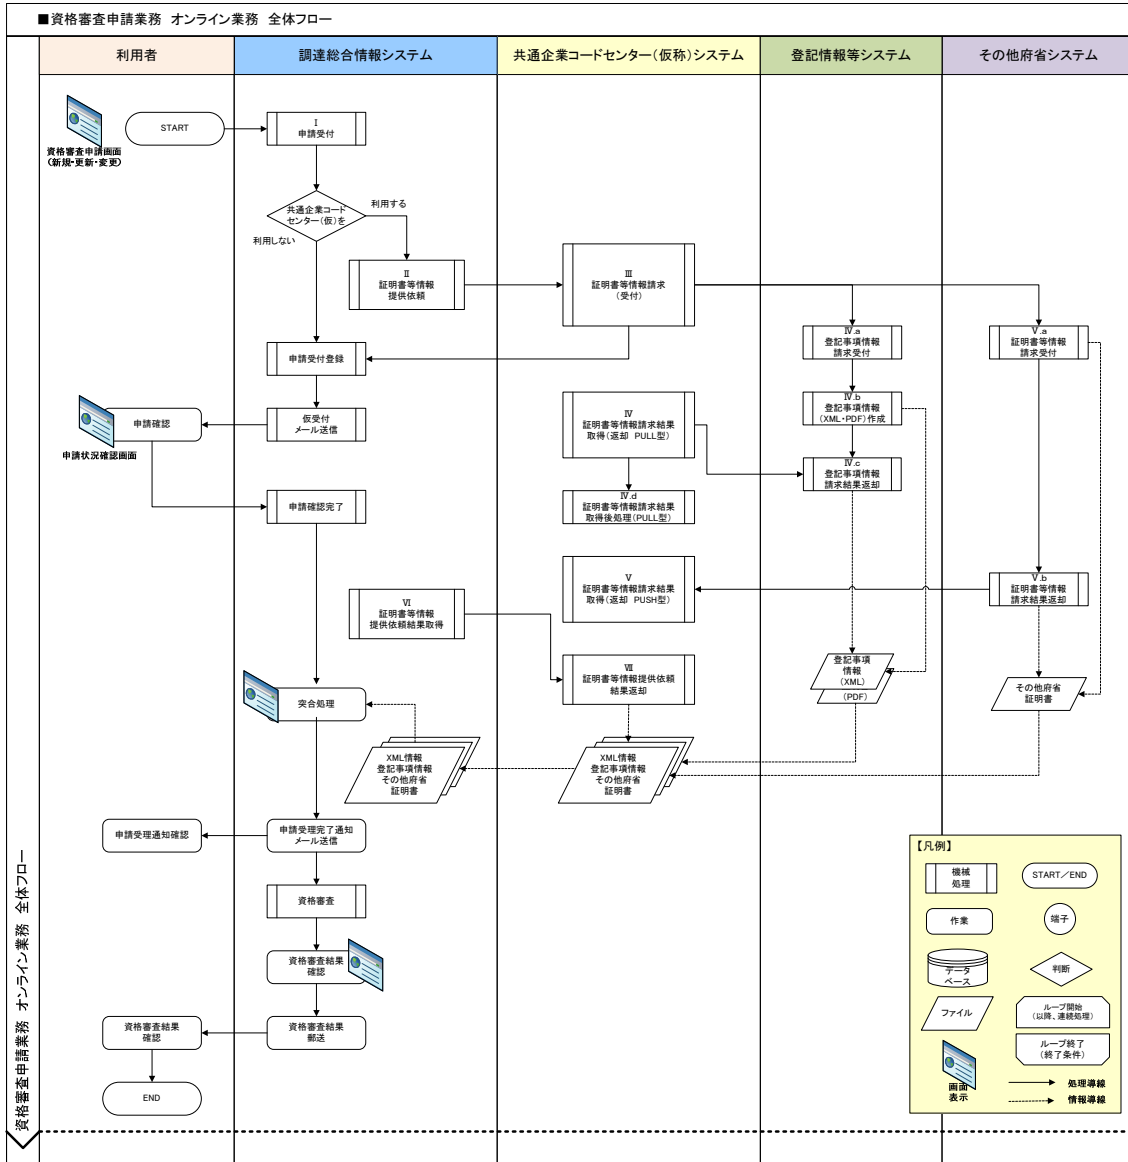 ■資格審査申請業務 オンライン業務 全体フロー
利用者
調達総合情報システム
共通企業コードセンター（仮称）システム
登記情報等システム
その他府省システム
資格審査申請画面
（新規・更新・変更）
START
Ⅰ
申請受付
共通企業コード
センター（仮）を
利用する
利用しない
Ⅱ
証明書等情報
提供依頼
Ⅲ
証明書等情報請求
（受付）
Ⅳ.a
登記事項情報
請求受付
Ⅴ.a
証明書等情報
請求受付
申請受付登録
申請確認
申請状況確認画面
仮受付
メール送信
Ⅳ
証明書等情報請求結果
取得（返却 PULL型）
Ⅳ.b
登記事項情報
（XML・PDF）作成
Ⅳ.c
登記事項情報
請求結果返却
申請確認完了
Ⅳ.d
証明書等情報請求結果
取得後処理（PULL型）
Ⅴ
証明書等情報請求結果
取得（返却 PUSH型）
Ⅴ.b
証明書等情報
請求結果返却
Ⅵ
証明書等情報
提供依頼結果取得
Ⅶ
証明書等情報提供依頼
結果返却
登記事項
情報
（XML）
（PDF）
その他府省
証明書
突合処理
XML情報
登記事項情報
その他府省
証明書
XML情報
登記事項情報
その他府省
証明書
申請受理通知確認
申請受理完了通知
メール送信
資格審査
資格審査結果
確認
資格審査結果
郵送
資格審査結果
確認
END
【凡例】
機械
処理
START／END
作業
端子
データ
ベース
判断
ファイル
ループ開始
（以降、連続処理）
ループ終了
（終了条件）
画面
表示
処理導線
情報導線
資格審査申請業務 オンライン業務 全体フロー